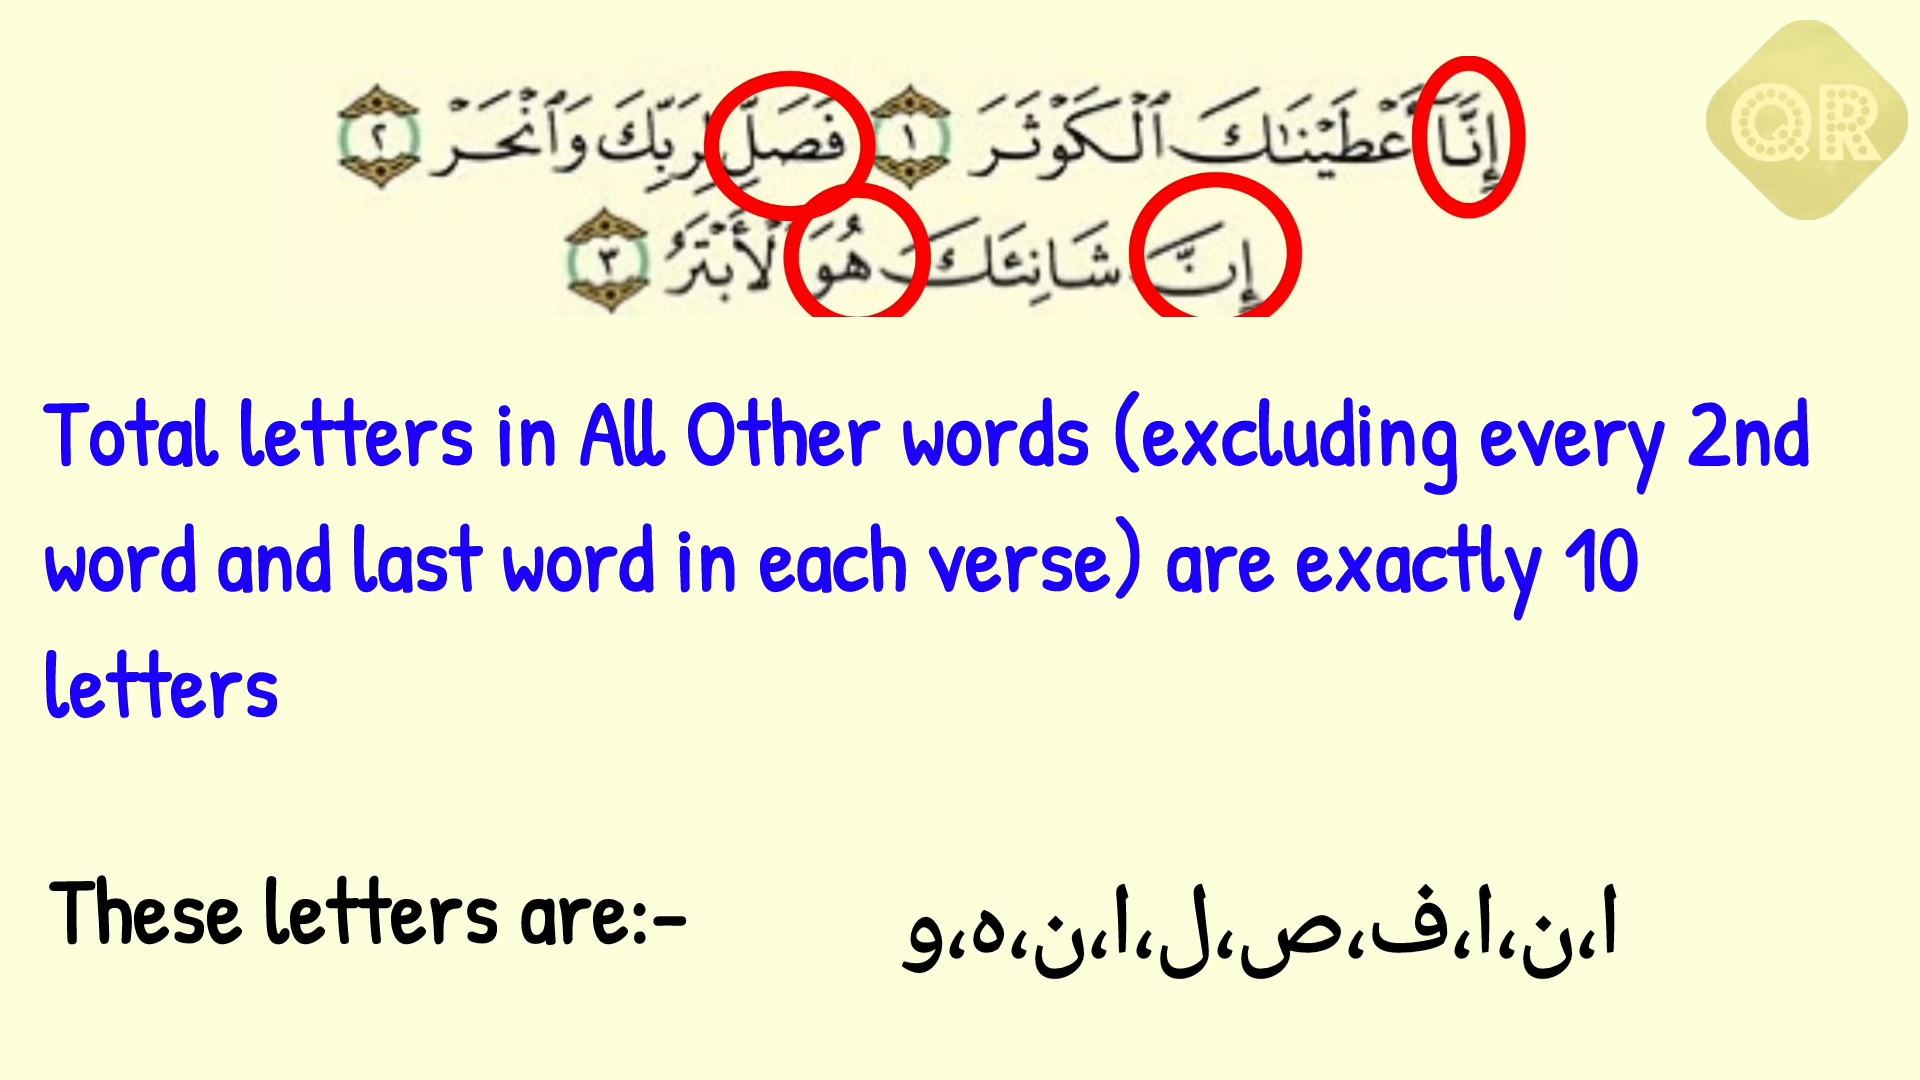 إِنَّآ أَعْطَيْنَٰكَ ٱلْكَوْثَرَ ١ فَصَلِّ لِرَبِّكَ وَٱنْحَرْ ٢
إِنَّ شَانِئَكَ هُوَ ٱلْأَبْتَرُ ٣
QR
Total letters in All Other words (excluding every 2nd
word and last word in each verse) are exactly 10
letters
These letters are:- ا،ن،ا،ف،ص،ل،ا،ن،ه،و